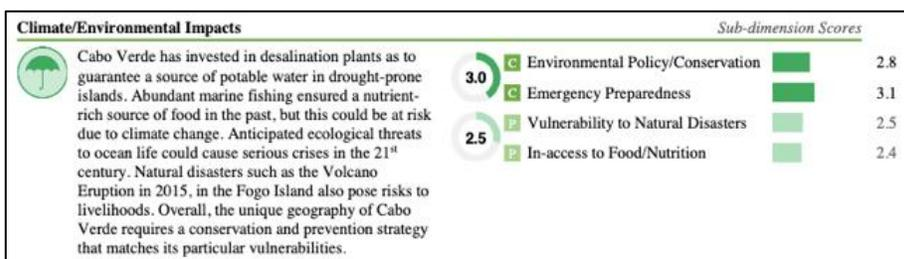 Climate/Environmental Impacts
Sub-dimension Scores
Cabo Verde has invested in desalination plants as to
guarantee a source of potable water in drought-prone
islands. Abundant marine fishing ensured a nutrient-
rich source of food in the past, but this could be at risk
due to climate change. Anticipated ecological threats
to ocean life could cause serious crises in the 21st
century. Natural disasters such as the Volcano
Eruption in 2015, in the Fogo Island also pose risks to
livelihoods. Overall, the unique geography of Cabo
Verde requires a conservation and prevention strategy
that matches its particular vulnerabilities.
3.0
C Environmental Policy/Conservation 2.8
C Emergency Preparedness 3.1
2.5
P Vulnerability to Natural Disasters 2.5
P In-access to Food/Nutrition 2.4